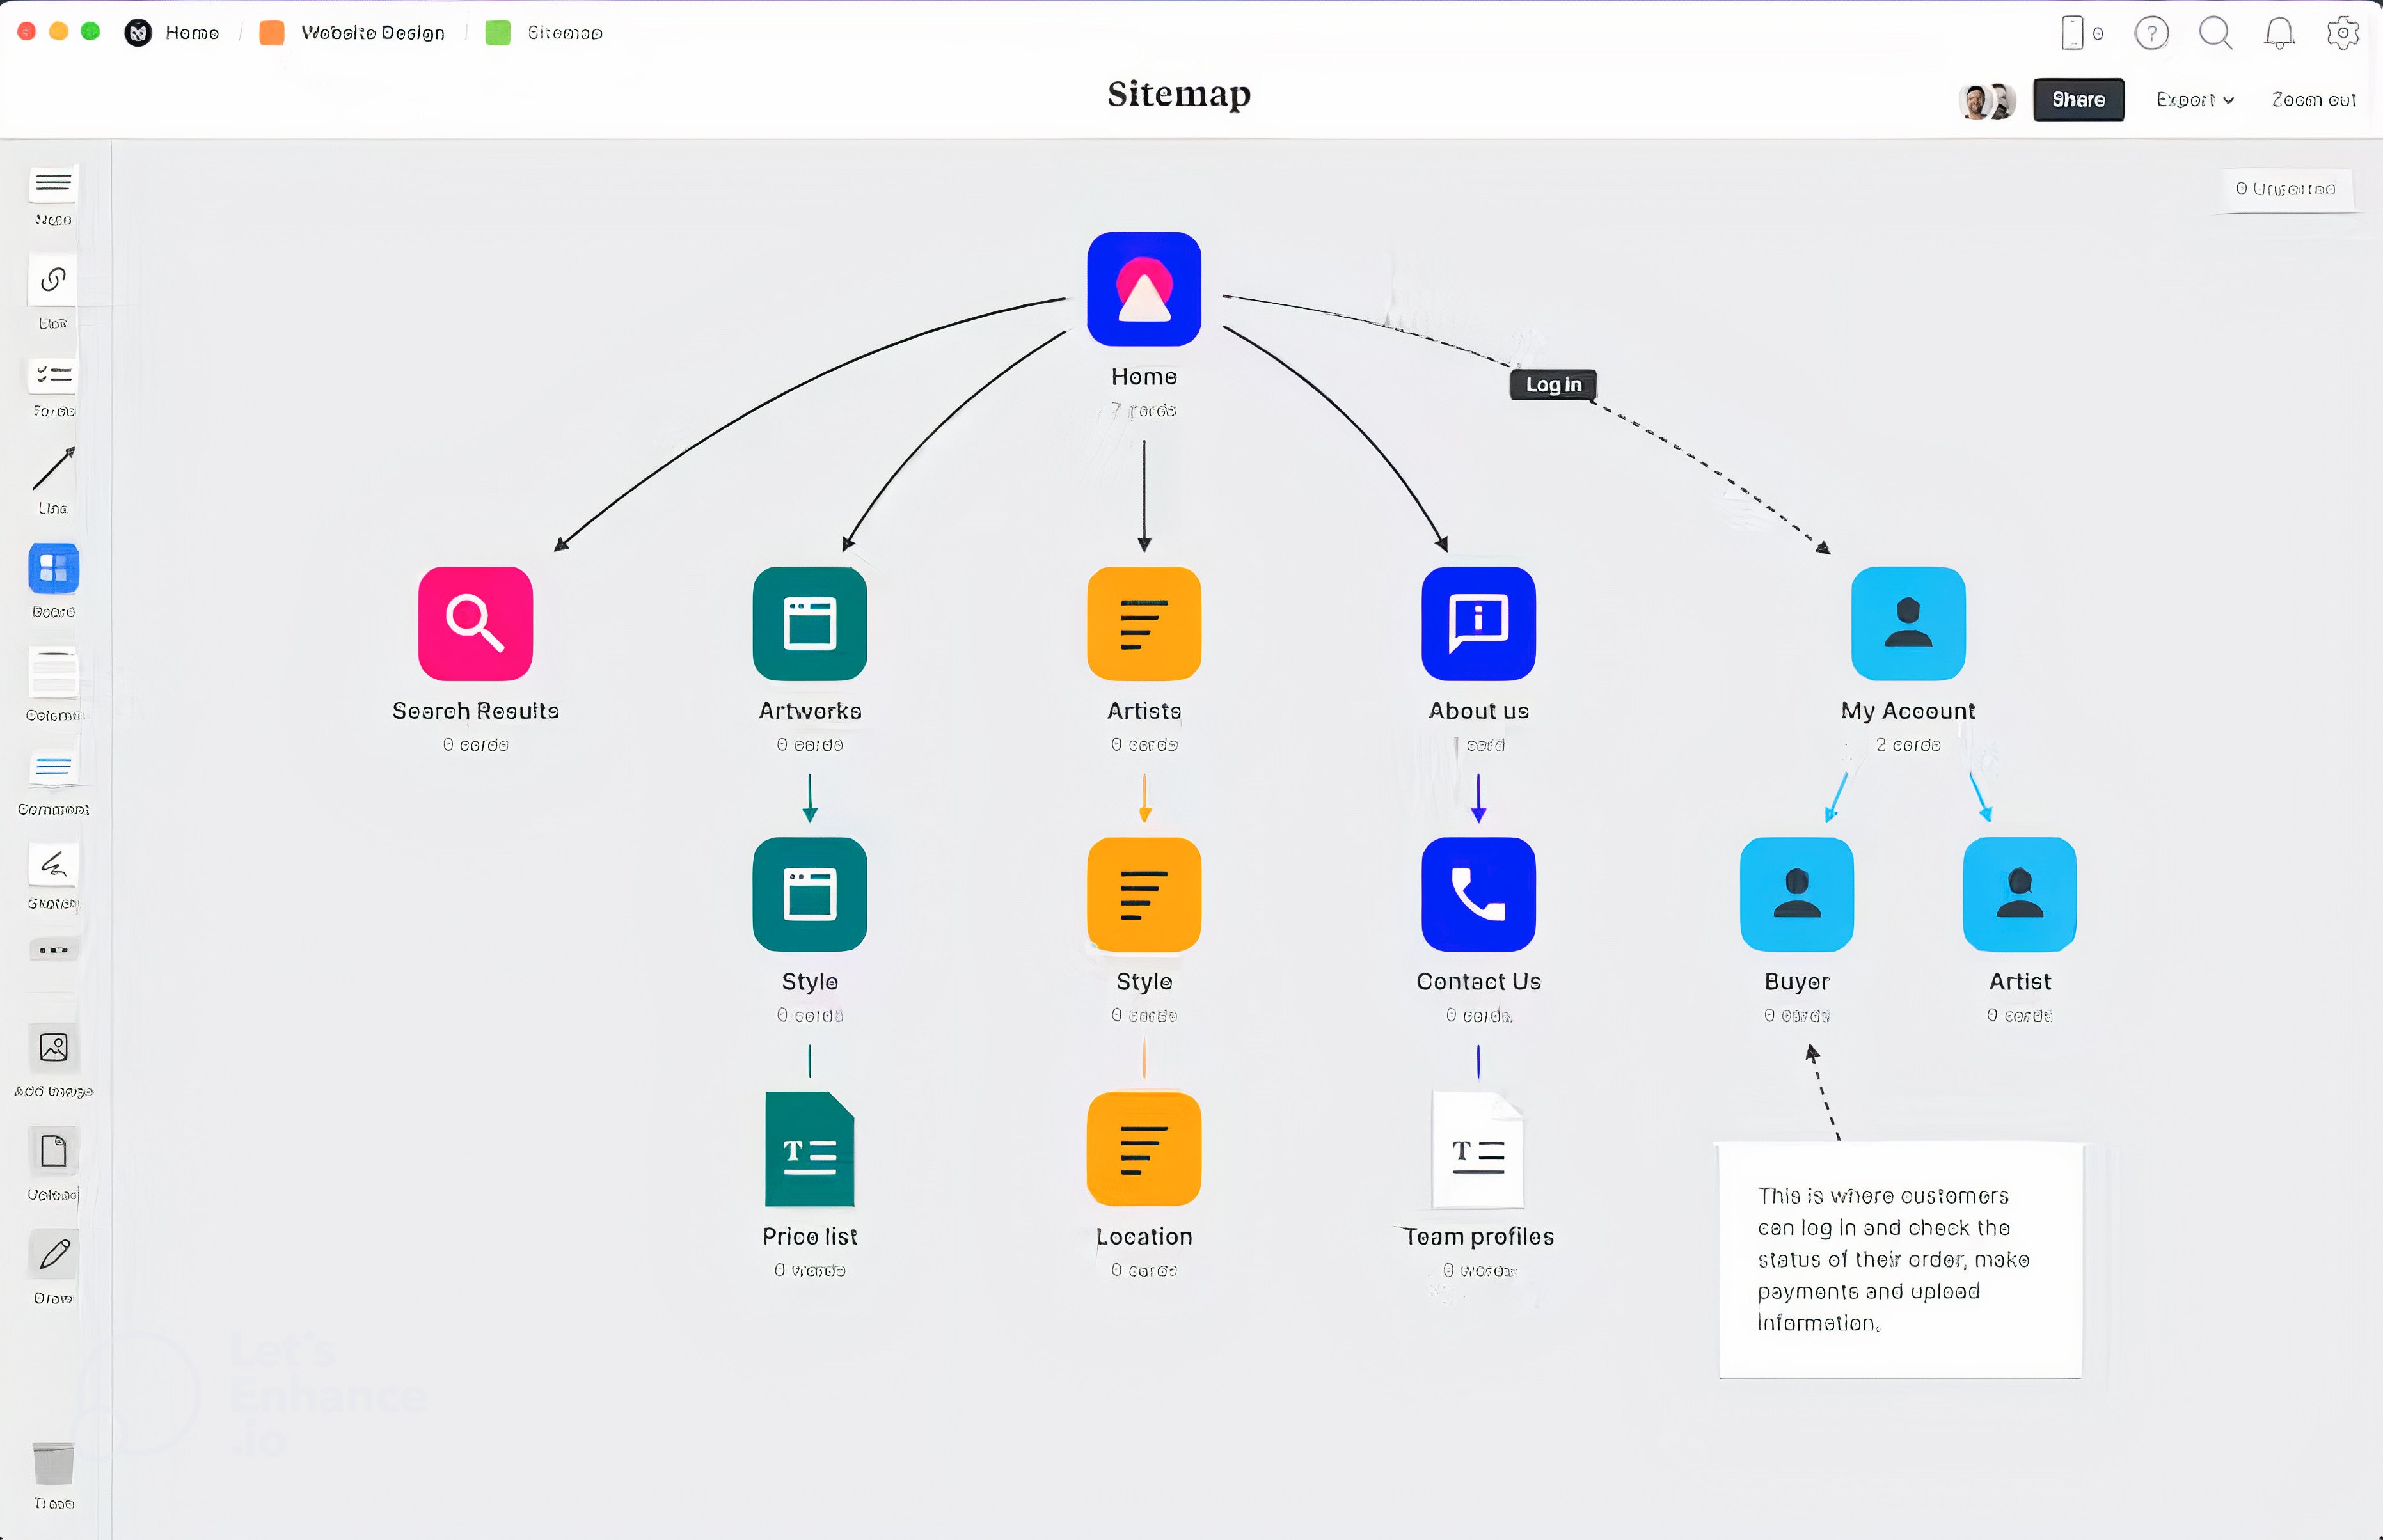 Home / Website Design Sitemap
0
Sitemap
Share Export Zoom out
0 Unsorted
Note
Link
Line
Board
Column
Comment
Add image
Upload
Draw
Trash
Home
7 cards
Log in
Search Results
0 cards
Artworks
0 cards
Artists
0 cards
About us
card
My Account
2 cards
Style
0 cards
Style
0 cards
Contact Us
0 cards
Buyer
0 cards
Artist
0 cards
Price list
0 words
Location
0 cards
Team profiles
0 words
This is where customers
can log in and check the
status of their order, make
payments and upload
information.
Let's
Enhance
.io